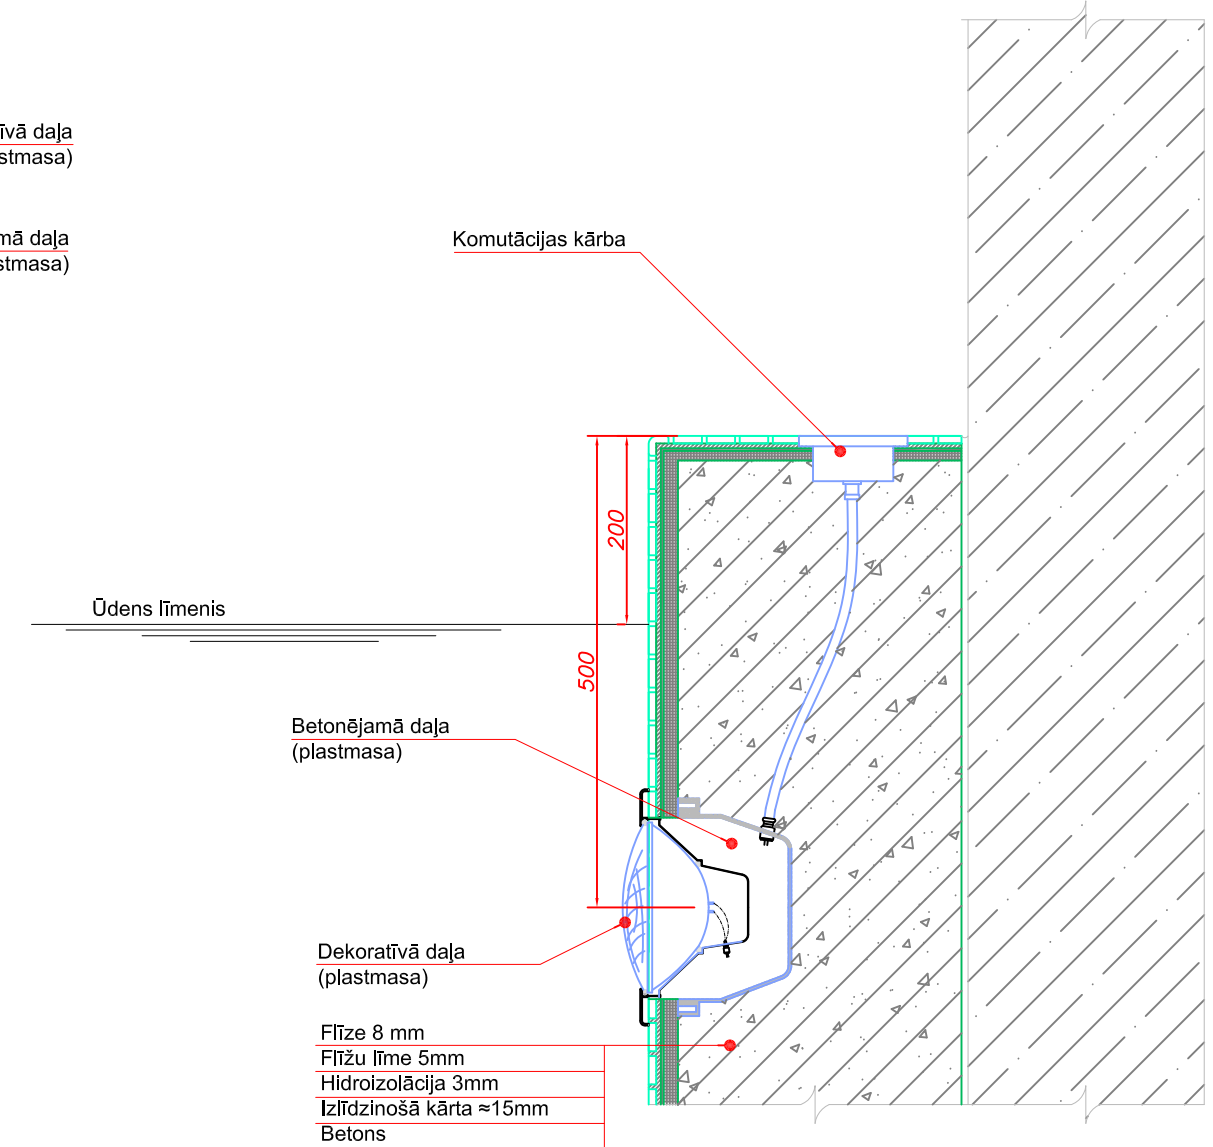 īvā daļa
stmasa)
mā daļa
stmasa)
Komutācijas kārba
200
Ūdens līmenis
500
Betonējamā daļa
(plastmasa)
Dekoratīvā daļa
(plastmasa)
Flīze 8 mm
Flīžu līme 5mm
Hidroizolācija 3mm
Izlīdzinošā kārta ≈15mm
Betons